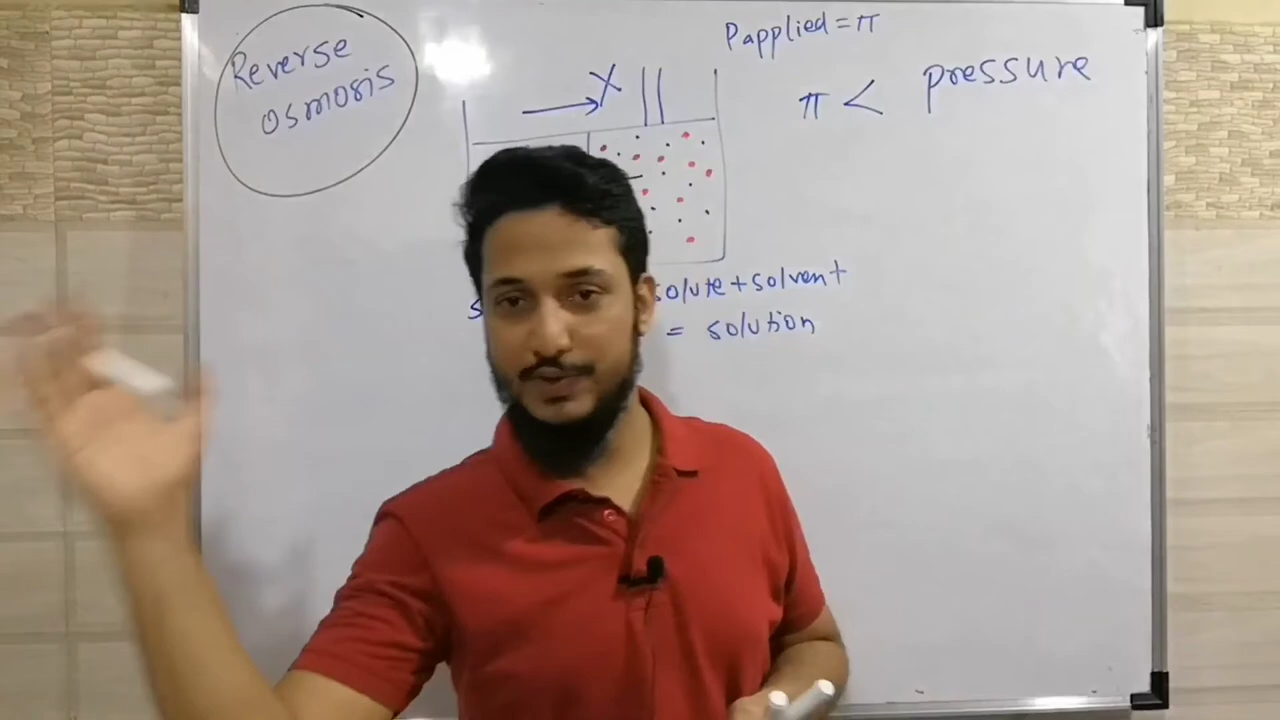 Reverse
osmosis
Papplied = π
π < pressure
X
solute + solvent
= solution